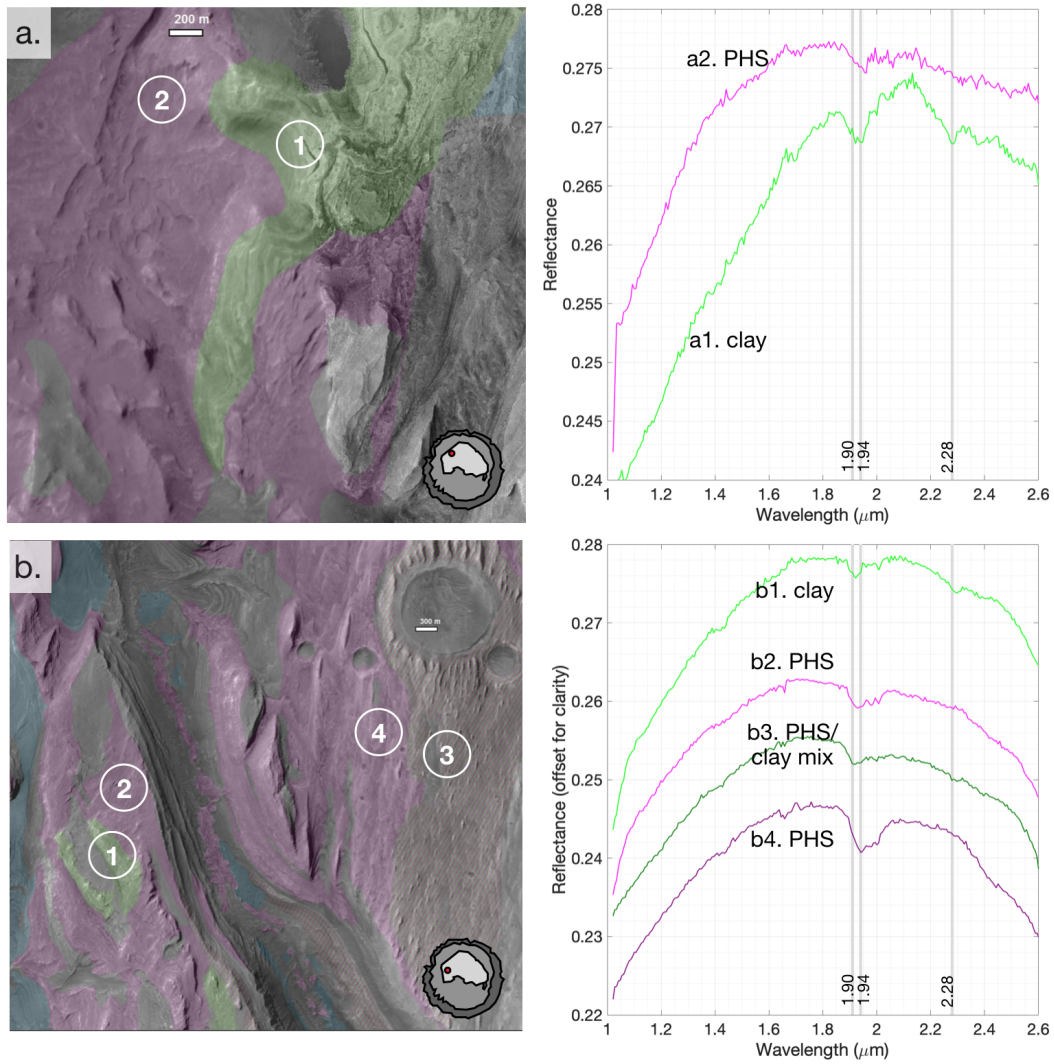 a.
200 m
2
1
0.28
0.275
0.27
0.265
0.26
0.255
0.25
0.245
0.24
Reflectance
a2. PHS
a1. clay
1.90
1.94
2.28
1 1.2 1.4 1.6 1.8 2 2.2 2.4 2.6
Wavelength (μm)
b.
300 m
4
3
2
1
0.28
0.27
0.26
0.25
0.24
0.23
0.22
Reflectance (offset for clarity)
b1. clay
b2. PHS
b3. PHS/
clay mix
b4. PHS
1.90
1.94
2.28
1 1.2 1.4 1.6 1.8 2 2.2 2.4 2.6
Wavelength (μm)